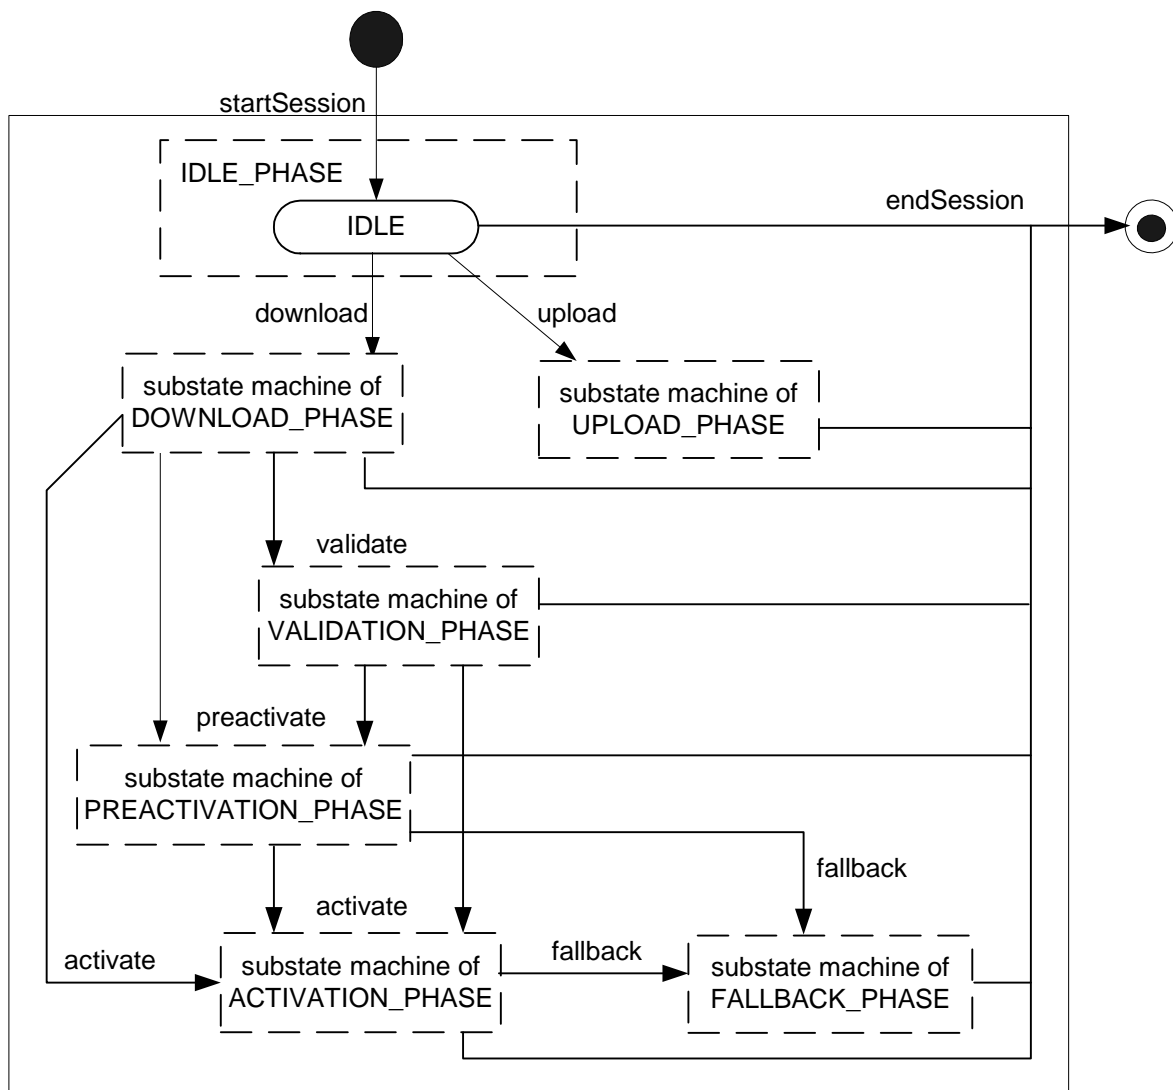 startSession
IDLE_PHASE
endSession
IDLE
download
upload
substate machine of
DOWNLOAD_PHASE
substate machine of
UPLOAD_PHASE
validate
substate machine of
VALIDATION_PHASE
preactivate
substate machine of
PREACTIVATION_PHASE
fallback
activate
activate
substate machine of
ACTIVATION_PHASE
fallback
substate machine of
FALLBACK_PHASE